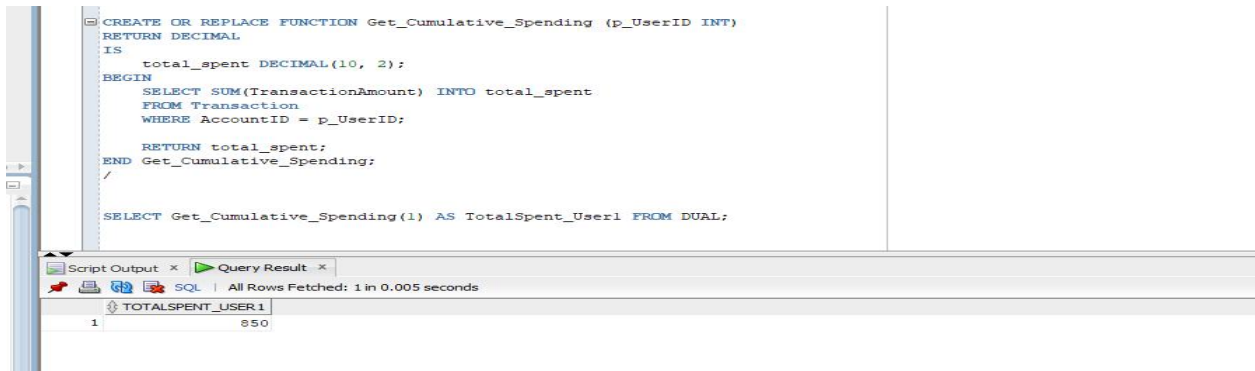 CREATE OR REPLACE FUNCTION Get_Cumulative_Spending (p_UserID INT)
RETURN DECIMAL
IS
total_spent DECIMAL(10, 2);
BEGIN
SELECT SUM(TransactionAmount) INTO total_spent
FROM Transaction
WHERE AccountID = p_UserID;
RETURN total_spent;
END Get_Cumulative_Spending;
/
SELECT Get_Cumulative_Spending(1) AS TotalSpent_User1 FROM DUAL;
Script Output × Query Result ×
SQL | All Rows Fetched: 1 in 0.005 seconds
TOTALSPENT_USER1
1 850